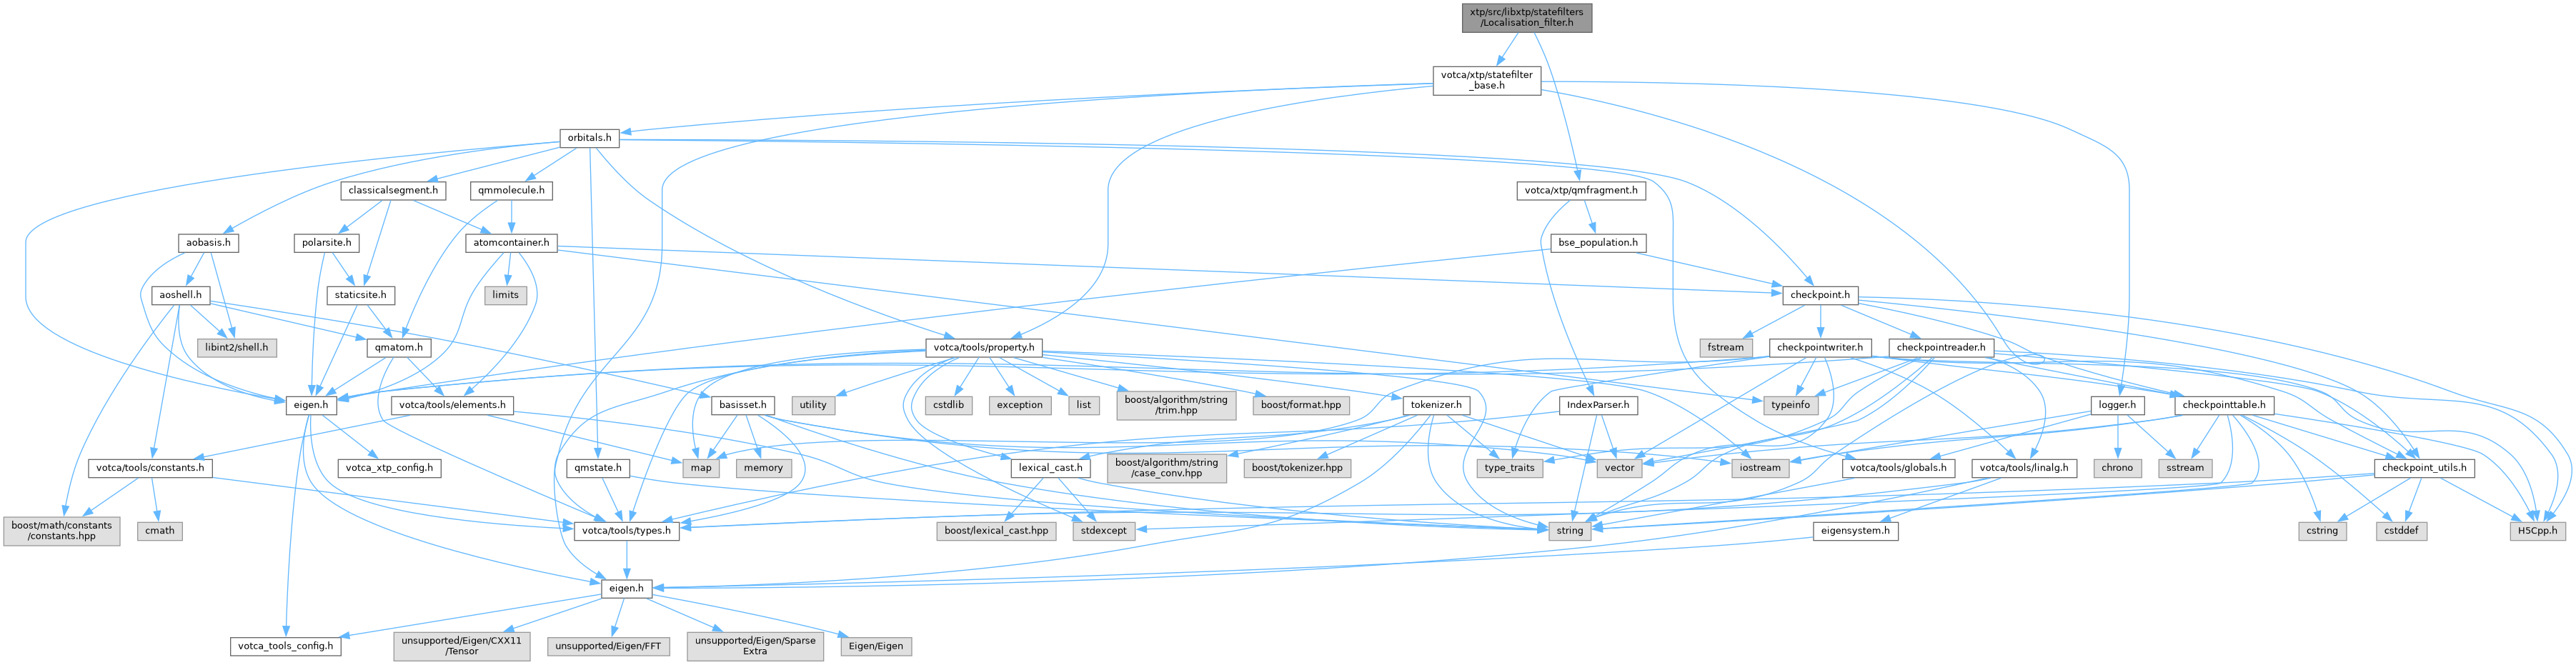 xtp/src/libxtp/statefilters
/Localisation_filter.h
votca/xtp/statefilter
_base.h
orbitals.h
classicalsegment.h
qmmolecule.h
votca/xtp/qmfragment.h
aobasis.h
polarsite.h
atomcontainer.h
bse_population.h
aoshell.h
staticsite.h
limits
checkpoint.h
libint2/shell.h
qmatom.h
votca/tools/property.h
fstream
checkpointwriter.h
checkpointreader.h
eigen.h
votca/tools/elements.h
basisset.h
utility
cstdlib
exception
list
boost/algorithm/string
/trim.hpp
boost/format.hpp
tokenizer.h
IndexParser.h
typeinfo
logger.h
checkpointtable.h
votca/tools/constants.h
votca_xtp_config.h
qmstate.h
map
memory
lexical_cast.h
boost/algorithm/string
/case_conv.hpp
boost/tokenizer.hpp
type_traits
vector
iostream
votca/tools/globals.h
votca/tools/linalg.h
chrono
sstream
checkpoint_utils.h
boost/math/constants
/constants.hpp
cmath
votca/tools/types.h
boost/lexical_cast.hpp
stdexcept
string
eigensystem.h
cstring
cstddef
H5Cpp.h
eigen.h
votca_tools_config.h
unsupported/Eigen/CXX11
/Tensor
unsupported/Eigen/FFT
unsupported/Eigen/Sparse
Extra
Eigen/Eigen